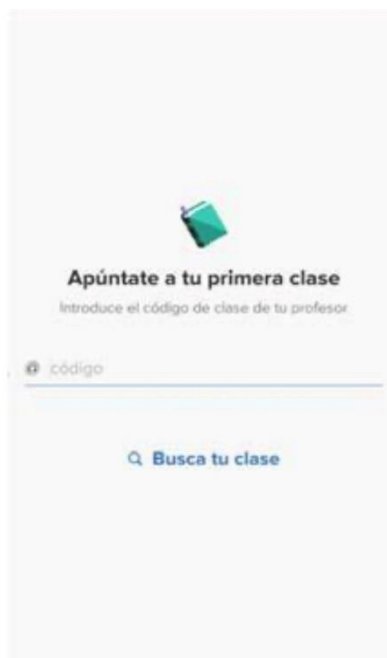 Apúntate a tu primera clase
Introduce el código de clase de tu profesor
@ código
Busca tu clase